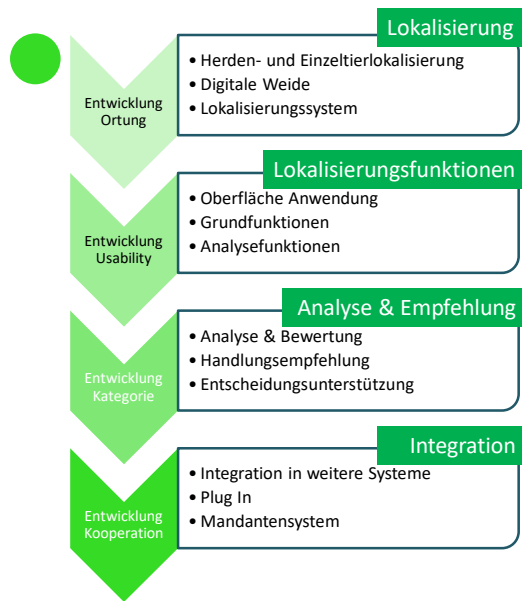 Lokalisierung
Entwicklung
Ortung
• Herden- und Einzeltierlokalisierung
• Digitale Weide
• Lokalisierungssystem
Lokalisierungsfunktionen
Entwicklung
Usability
• Oberfläche Anwendung
• Grundfunktionen
• Analysefunktionen
Analyse & Empfehlung
Entwicklung
Kategorie
• Analyse & Bewertung
• Handlungsempfehlung
• Entscheidungsunterstützung
Integration
Entwicklung
Kooperation
• Integration in weitere Systeme
• Plug In
• Mandantensystem